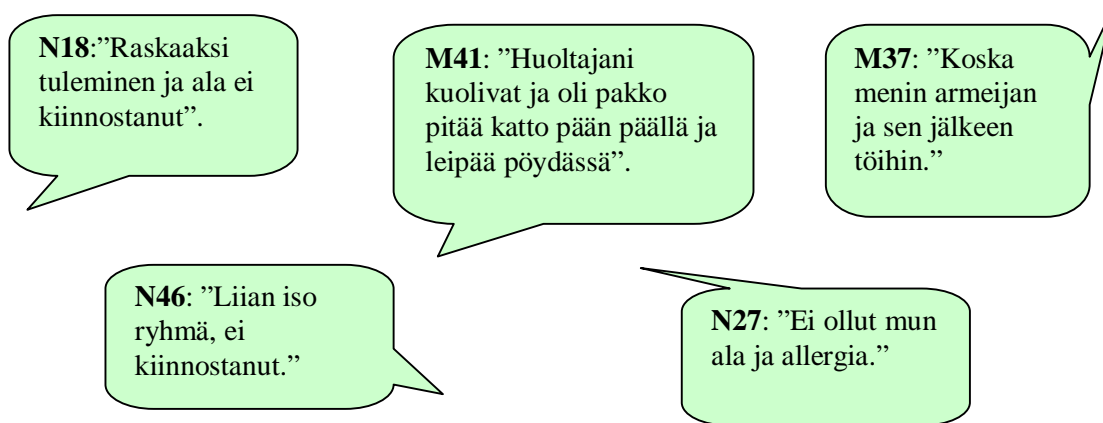 N18:”Raskaaksi
tuleminen ja ala ei
kiinnostanut”.
M41: ”Huoltajani
kuolivat ja oli pakko
pitää katto pään päällä ja
leipää pöydässä”.
M37: ”Koska
menin armeijan
ja sen jälkeen
töihin.”
N46: ”Liian iso
ryhmä, ei
kiinnostanut.”
N27: ”Ei ollut mun
ala ja allergia.”